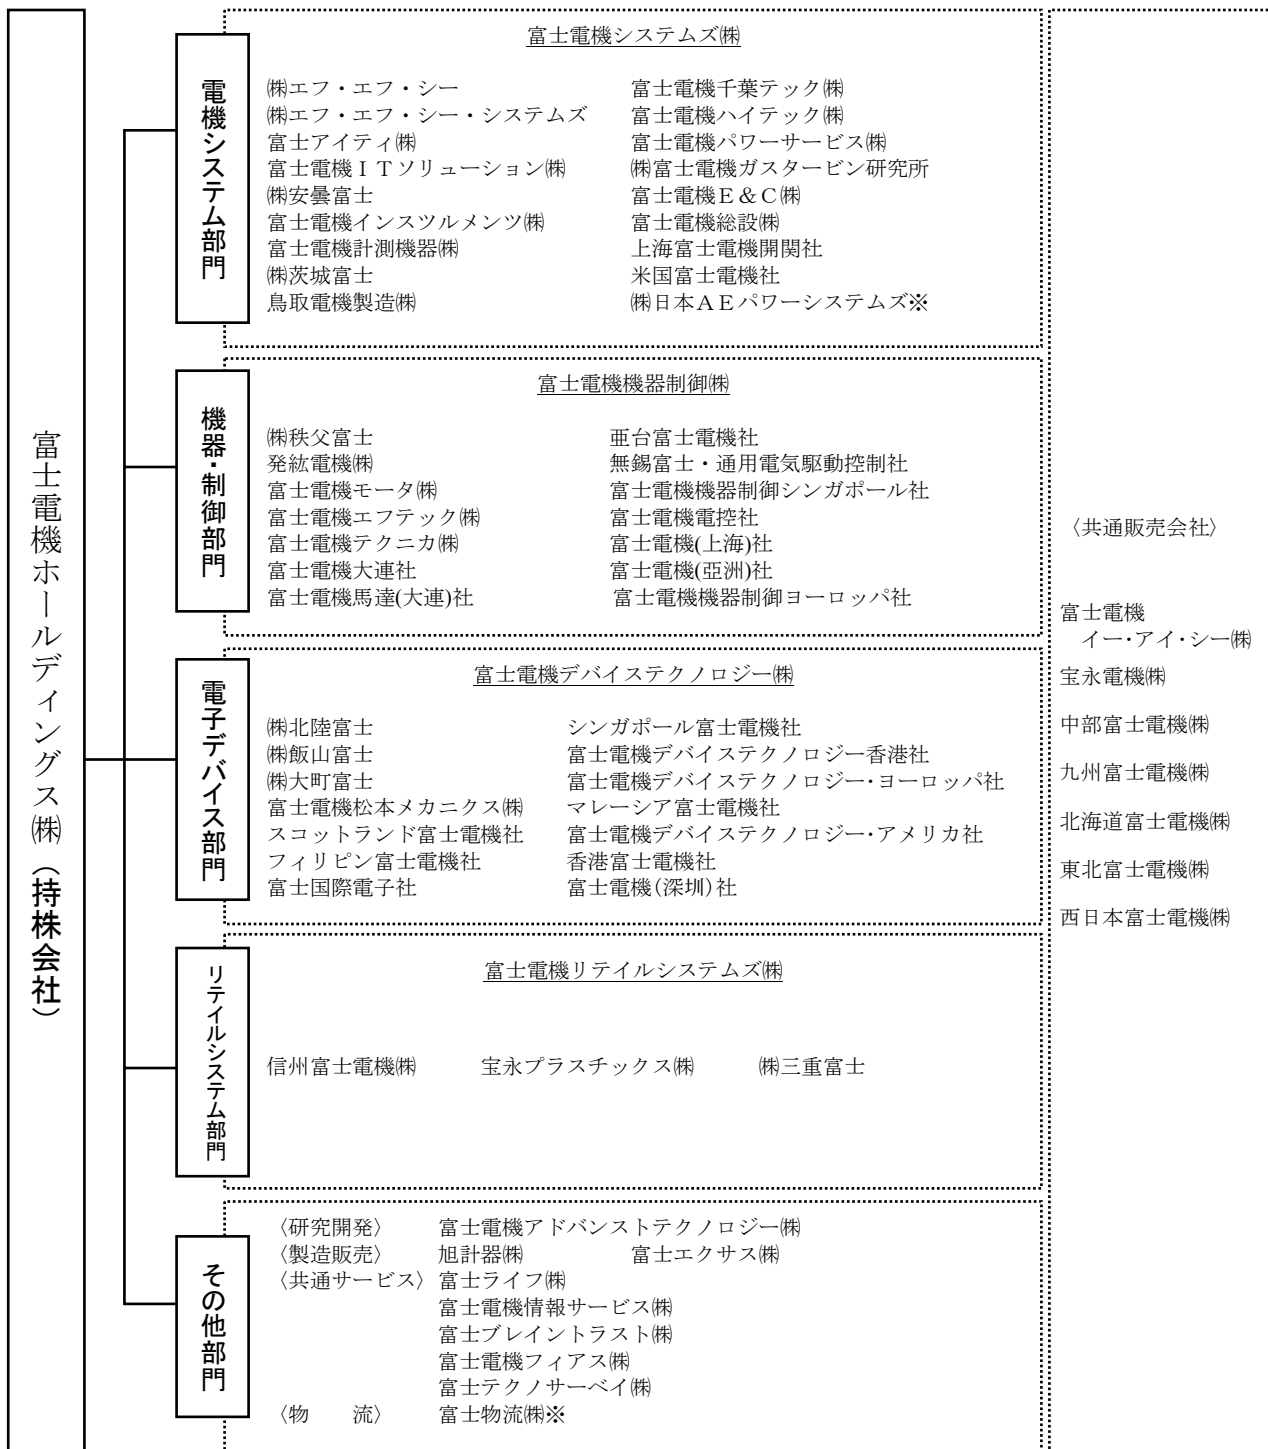 富士電機ホールディングス㈱（持株会社）
電機システム部門
富士電機システムズ㈱
㈱エフ・エフ・シー
㈱エフ・エフ・シー・システムズ
富士アイティ㈱
富士電機ＩＴソリューション㈱
㈱安曇富士
富士電機インスツルメンツ㈱
富士電機計測機器㈱
㈱茨城富士
鳥取電機製造㈱
富士電機千葉テック㈱
富士電機ハイテック㈱
富士電機パワーサービス㈱
㈱富士電機ガスタービン研究所
富士電機Ｅ＆Ｃ㈱
富士電機総設㈱
上海富士電機開関社
米国富士電機社
㈱日本ＡＥパワーシステムズ※
機器・制御部門
富士電機機器制御㈱
㈱秩父富士
発紘電機㈱
富士電機モータ㈱
富士電機エフテック㈱
富士電機テクニカ㈱
富士電機大連社
富士電機馬達(大連)社
亜台富士電機社
無錫富士・通用電気駆動控制社
富士電機機器制御シンガポール社
富士電機電控社
富士電機(上海)社
富士電機(亞洲)社
富士電機機器制御ヨーロッパ社
電子デバイス部門
富士電機デバイステクノロジー㈱
㈱北陸富士
㈱飯山富士
㈱大町富士
富士電機松本メカニクス㈱
スコットランド富士電機社
フィリピン富士電機社
富士国際電子社
シンガポール富士電機社
富士電機デバイステクノロジー香港社
富士電機デバイステクノロジー・ヨーロッパ社
マレーシア富士電機社
富士電機デバイステクノロジー・アメリカ社
香港富士電機社
富士電機(深圳)社
リテイルシステム部門
富士電機リテイルシステムズ㈱
信州富士電機㈱　宝永プラスチックス㈱　㈱三重富士
その他部門
〈研究開発〉　富士電機アドバンストテクノロジー㈱
〈製造販売〉　旭計器㈱　富士エクサス㈱
〈共通サービス〉富士ライフ㈱
富士電機情報サービス㈱
富士ブレイントラスト㈱
富士電機フィアス㈱
富士テクノサーベイ㈱
〈物　　流〉　富士物流㈱※
〈共通販売会社〉
富士電機
イー・アイ・シー㈱
宝永電機㈱
中部富士電機㈱
九州富士電機㈱
北海道富士電機㈱
東北富士電機㈱
西日本富士電機㈱